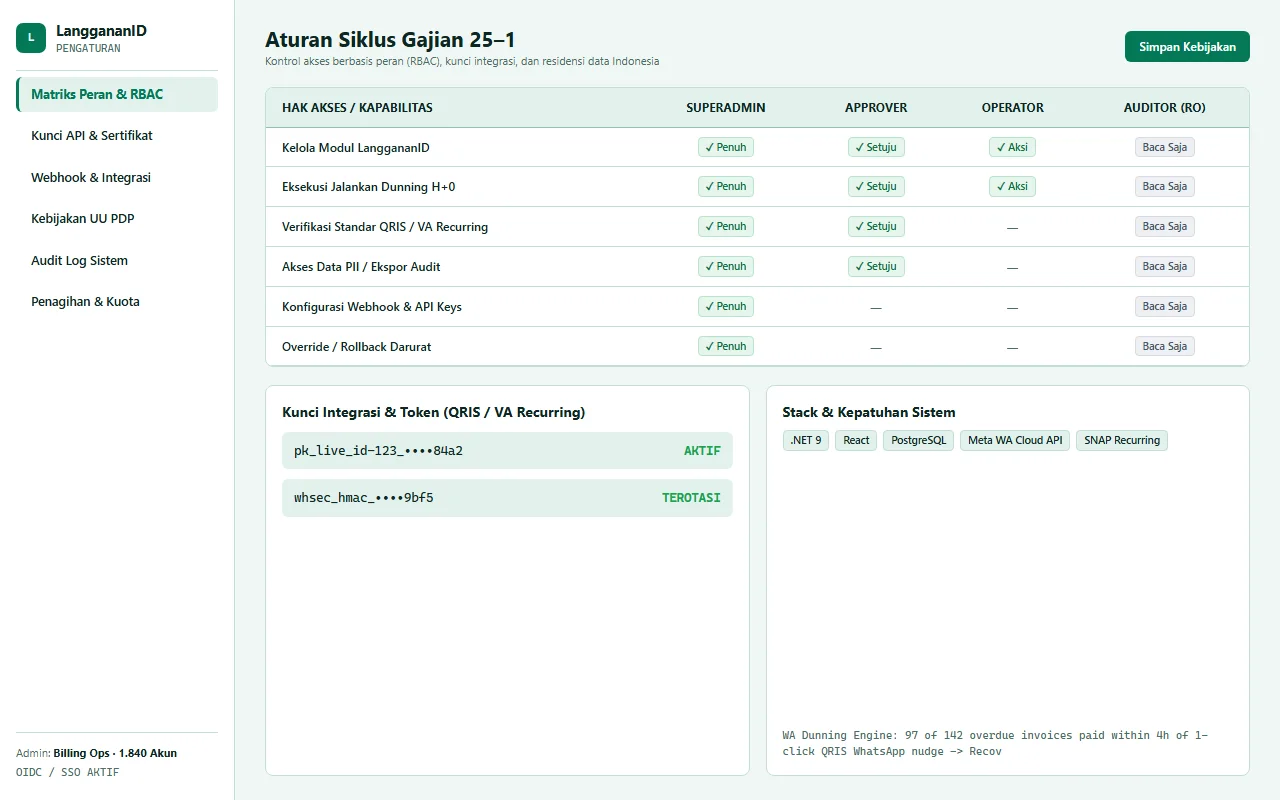 L
LanggananID
PENGATURAN
Matriks Peran & RBAC
Kunci API & Sertifikat
Webhook & Integrasi
Kebijakan UU PDP
Audit Log Sistem
Penagihan & Kuota
Admin: Billing Ops · 1.840 Akun
OIDC / SSO AKTIF
Aturan Siklus Gajian 25–1
Kontrol akses berbasis peran (RBAC), kunci integrasi, dan residensi data Indonesia
Simpan Kebijakan
HAK AKSES / KAPABILITAS SUPERADMIN APPROVER OPERATOR AUDITOR (RO)
Kelola Modul LanggananID ✓ Penuh ✓ Setuju ✓ Aksi Baca Saja
Eksekusi Jalankan Dunning H+0 ✓ Penuh ✓ Setuju ✓ Aksi Baca Saja
Verifikasi Standar QRIS / VA Recurring ✓ Penuh ✓ Setuju — Baca Saja
Akses Data PII / Ekspor Audit ✓ Penuh ✓ Setuju — Baca Saja
Konfigurasi Webhook & API Keys ✓ Penuh — — Baca Saja
Override / Rollback Darurat ✓ Penuh — — Baca Saja
Kunci Integrasi & Token (QRIS / VA Recurring)
pk_live_id-123_••••84a2 AKTIF
whsec_hmac_••••9bf5 TEROTASI
Stack & Kepatuhan Sistem
.NET 9 React PostgreSQL Meta WA Cloud API SNAP Recurring
WA Dunning Engine: 97 of 142 overdue invoices paid within 4h of 1-
click QRIS WhatsApp nudge -> Recov